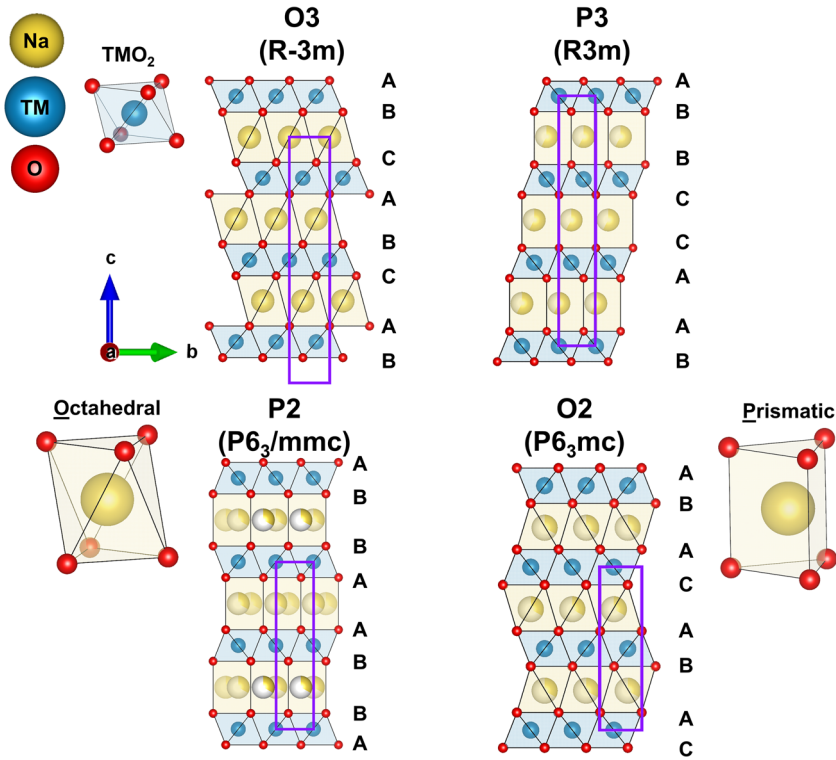 O3
(R-3m)
P3
(R3m)
Na
TMO₂
TM
O
A
B
C
A
B
C
A
B
A
B
B
C
C
A
A
B
c
a
b
Octahedral
P2
(P6₃/mmc)
O2
(P6₃mc)
Prismatic
A
B
B
A
A
B
B
A
A
B
A
C
A
B
A
C